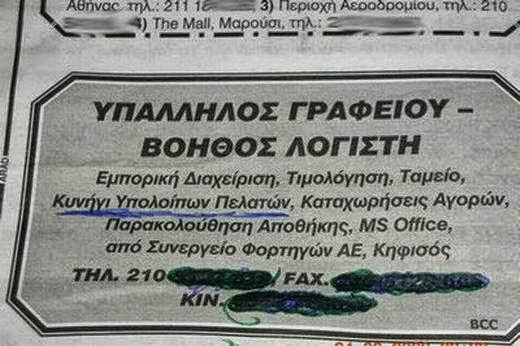 Αθήνας τηλ.: 211 1 3) Περιοχή Αεροδρομίου, τηλ.: 210
4) The Mall, Μαρούσι, τηλ.:
ΥΠΑΛΛΗΛΟΣ ΓΡΑΦΕΙΟΥ –
ΒΟΗΘΟΣ ΛΟΓΙΣΤΗ
Εμπορική Διαχείριση, Τιμολόγηση, Ταμείο,
Κυνήγι Υπολοίπων Πελατών, Καταχωρήσεις Αγορών,
Παρακολούθηση Αποθήκης, MS Office,
από Συνεργείο Φορτηγών ΑΕ, Κηφισός
ΤΗΛ. 210 FAX.
ΚΙΝ.
BCC